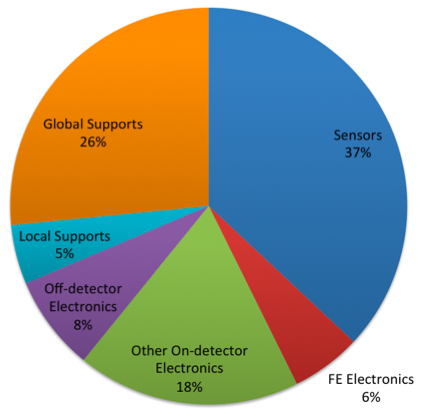 Sensors
37%
FE Electronics
6%
Other On-detector
Electronics
18%
Off-detector
Electronics
8%
Local Supports
5%
Global Supports
26%